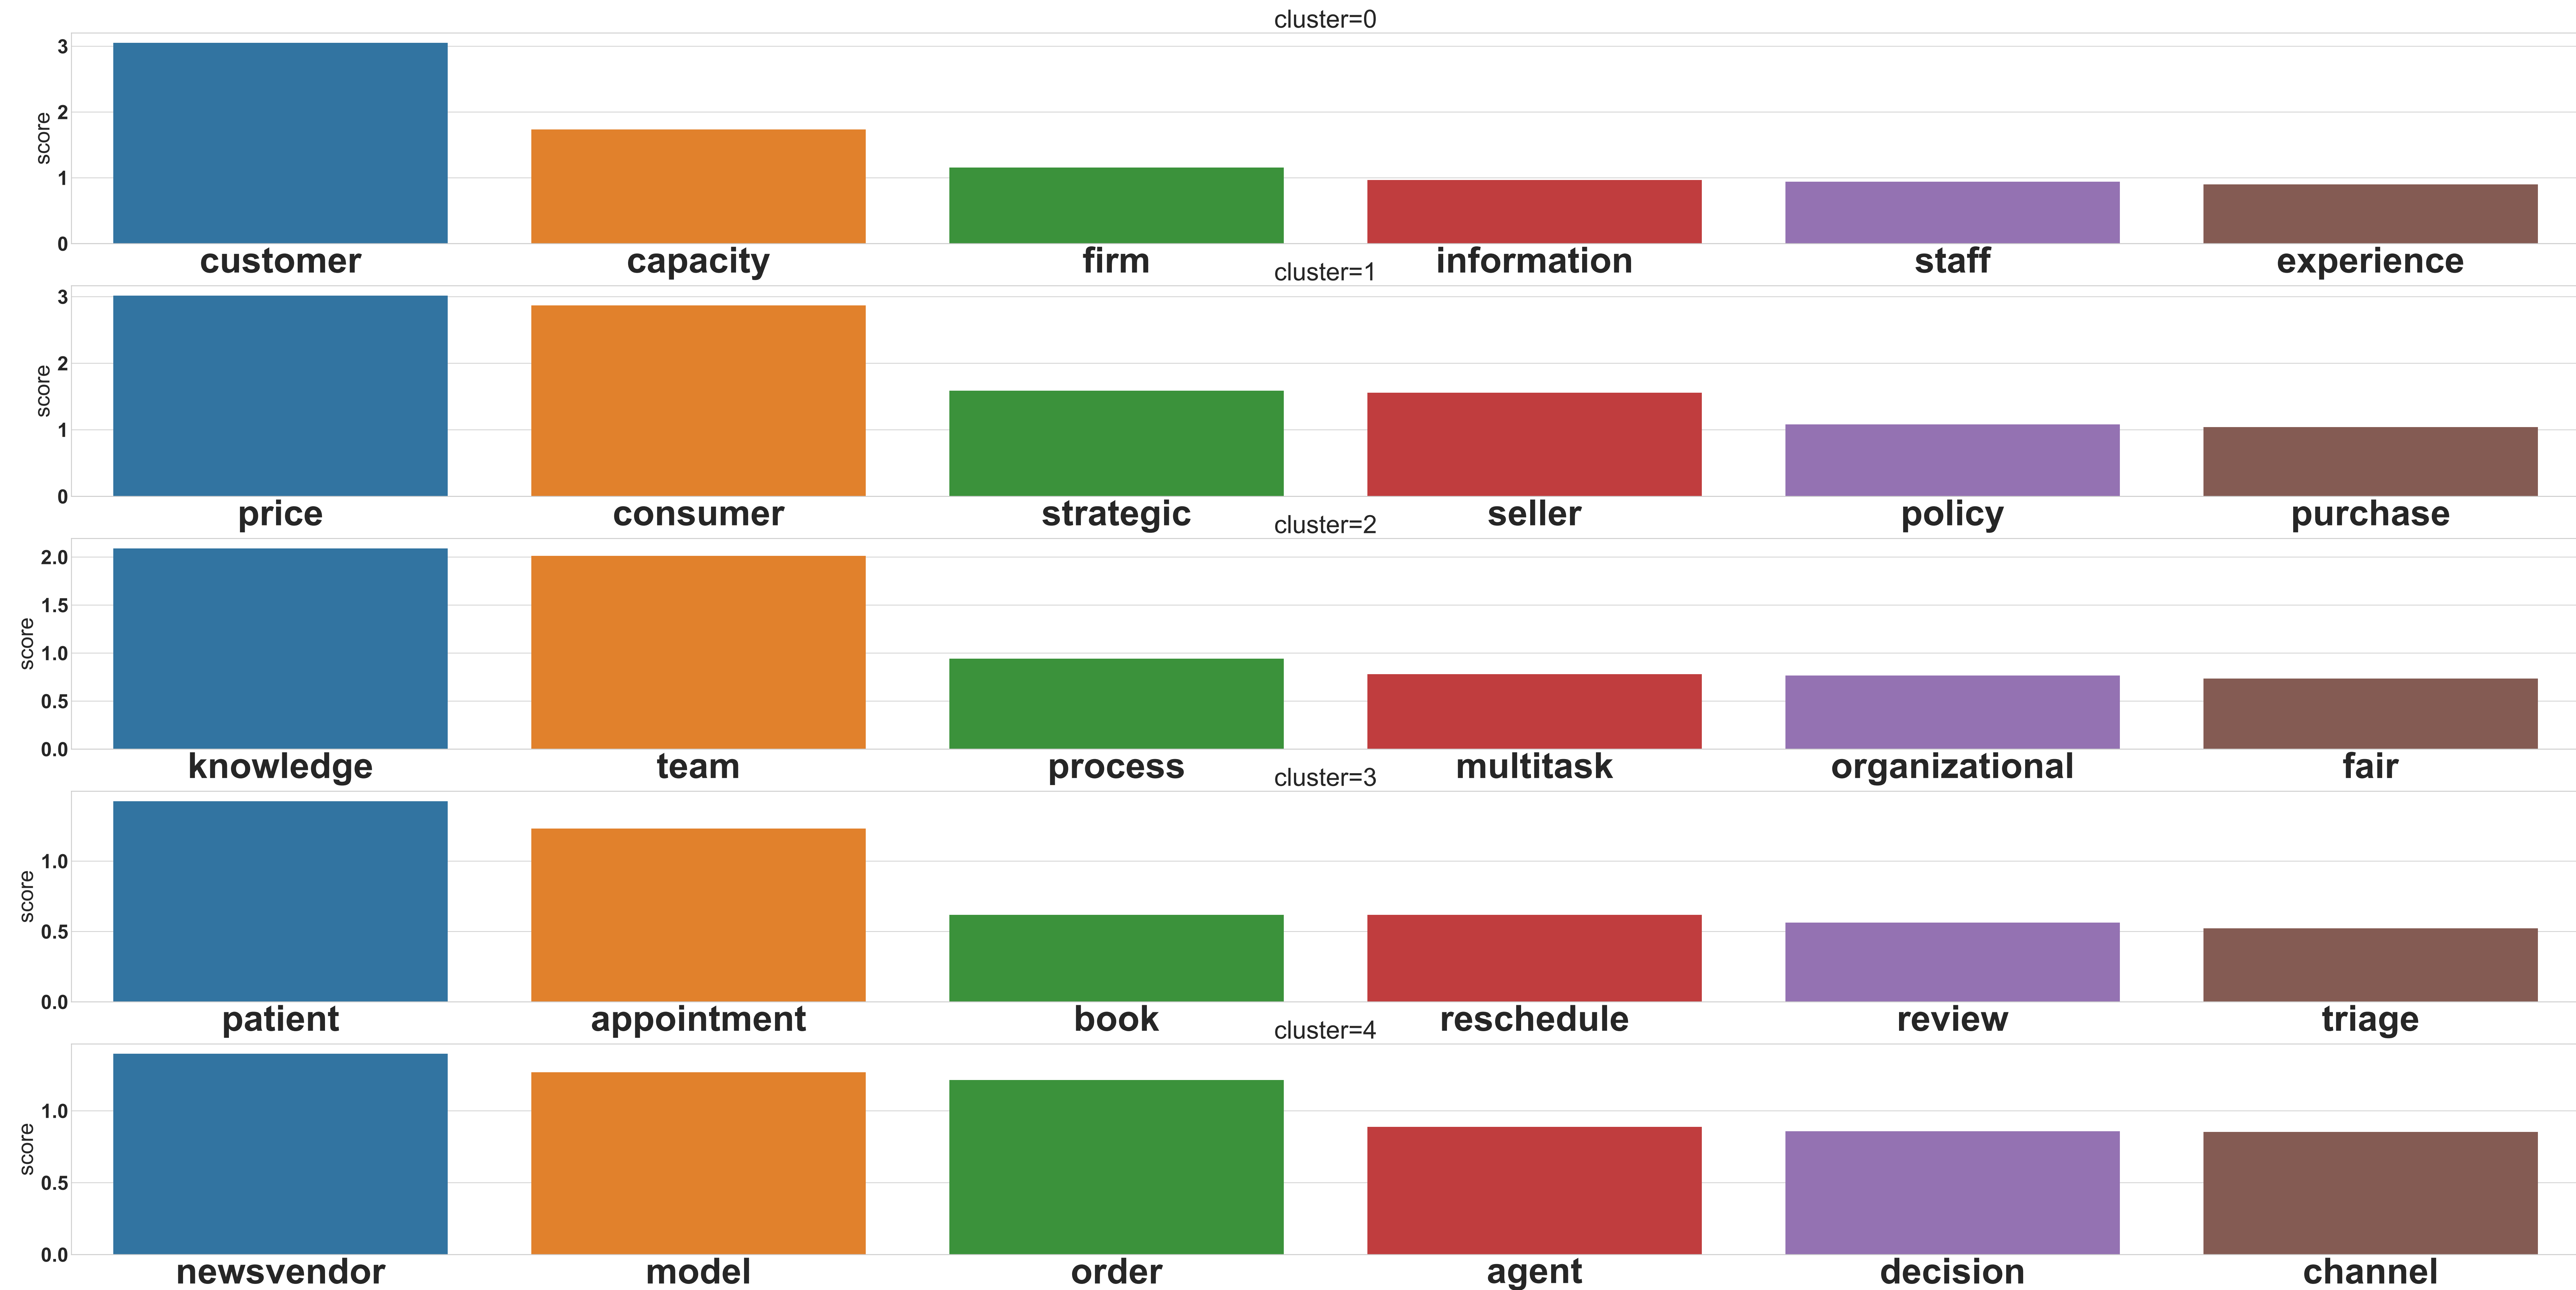 cluster=0
score
3
2
1
0
customer capacity firm information staff experience
cluster=1
score
3
2
1
0
price consumer strategic seller policy purchase
cluster=2
score
2.0
1.5
1.0
0.5
0.0
knowledge team process multitask organizational fair
cluster=3
score
1.0
0.5
0.0
patient appointment book reschedule review triage
cluster=4
score
1.0
0.5
0.0
newsvendor model order agent decision channel